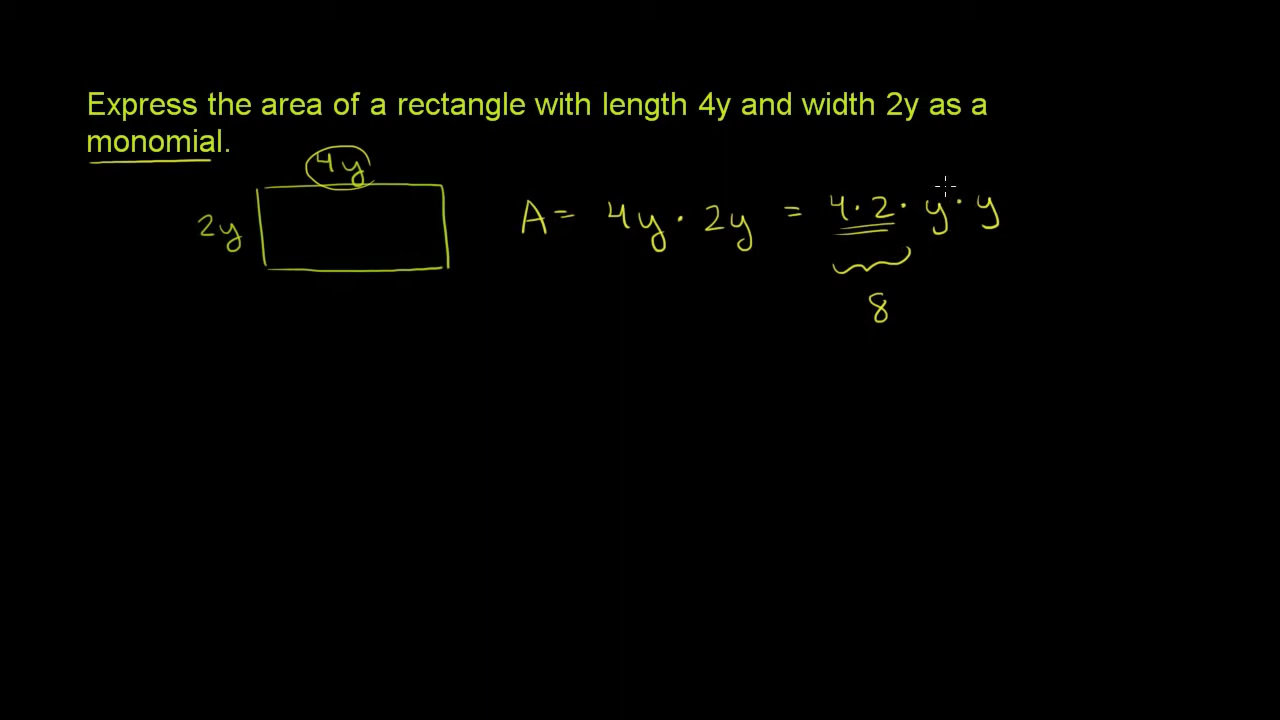 Express the area of a rectangle with length 4y and width 2y as a
monomial.
4y
2y
A = 4y · 2y = 4 · 2 · y · y
8